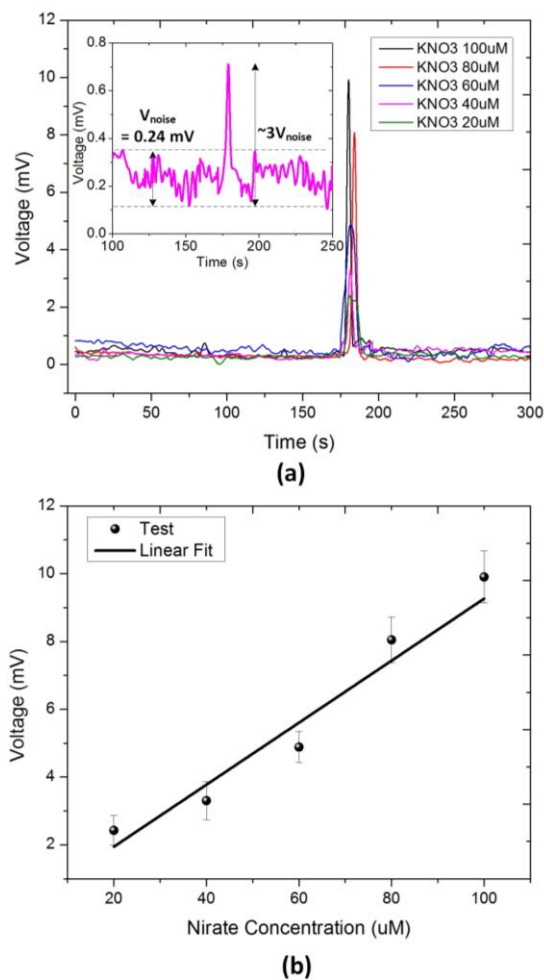 0.8
0.6
0.4
0.2
0.0
Voltage (mV)
V noise
= 0.24 mV
~3V noise
100 150 200 250
Time (s)
KNO3 100uM
KNO3 80uM
KNO3 60uM
KNO3 40uM
KNO3 20uM
12
10
8
6
4
2
0
Voltage (mV)
0 50 100 150 200 250 300
Time (s)
(a)
Test
Linear Fit
12
10
8
6
4
2
Voltage (mV)
20 40 60 80 100
Nirate Concentration (uM)
(b)